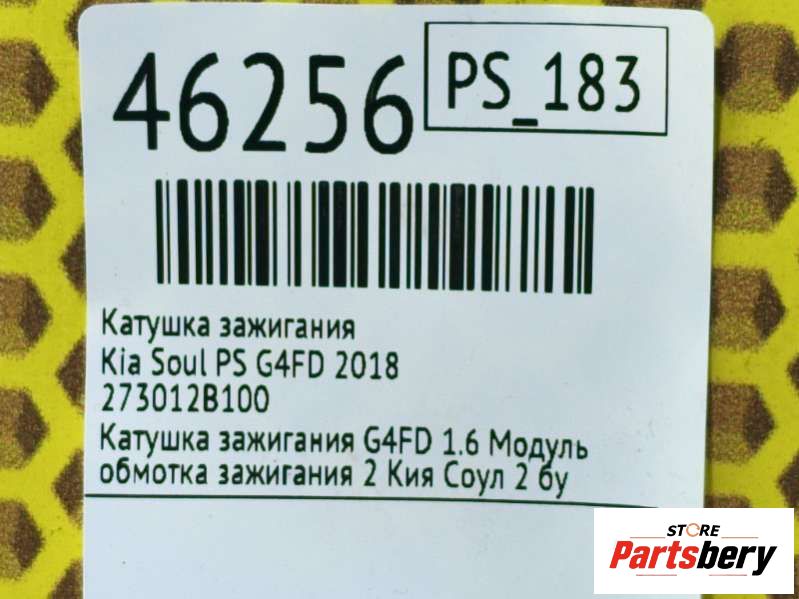 46256
PS_183
Катушка зажигания
Kia Soul PS G4FD 2018
273012B100
Катушка зажигания G4FD 1.6 Модуль
обмотка зажигания 2 Кия Соул 2 бу
STORE
Partsbery